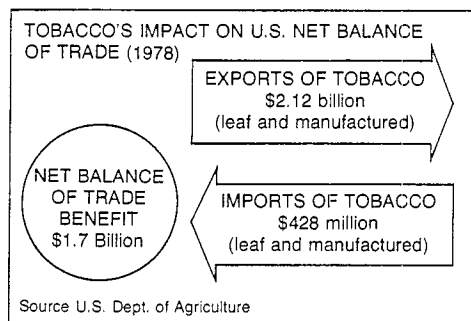 TOBACCO'S IMPACT ON U.S. NET BALANCE
OF TRADE (1978)
EXPORTS OF TOBACCO
$2.12 billion
(leaf and manufactured)
NET BALANCE
OF TRADE
BENEFIT
$1.7 Billion
IMPORTS OF TOBACCO
$428 million
(leaf and manufactured)
Source U.S. Dept. of Agriculture